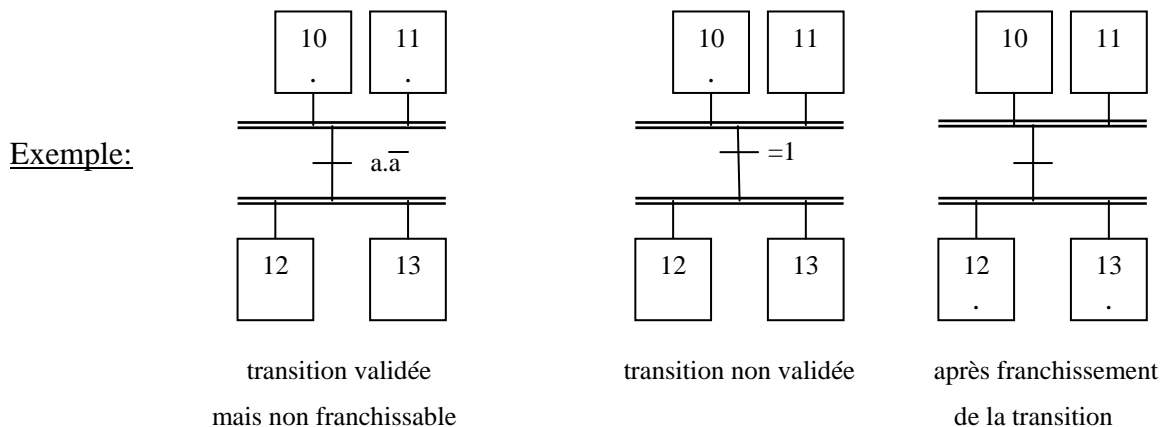 10 11 10 11 10 11
. . .
Exemple: a.a̅ =1
12 13 12 13 12 13
. .
transition validée transition non validée après franchissement
mais non franchissable de la transition